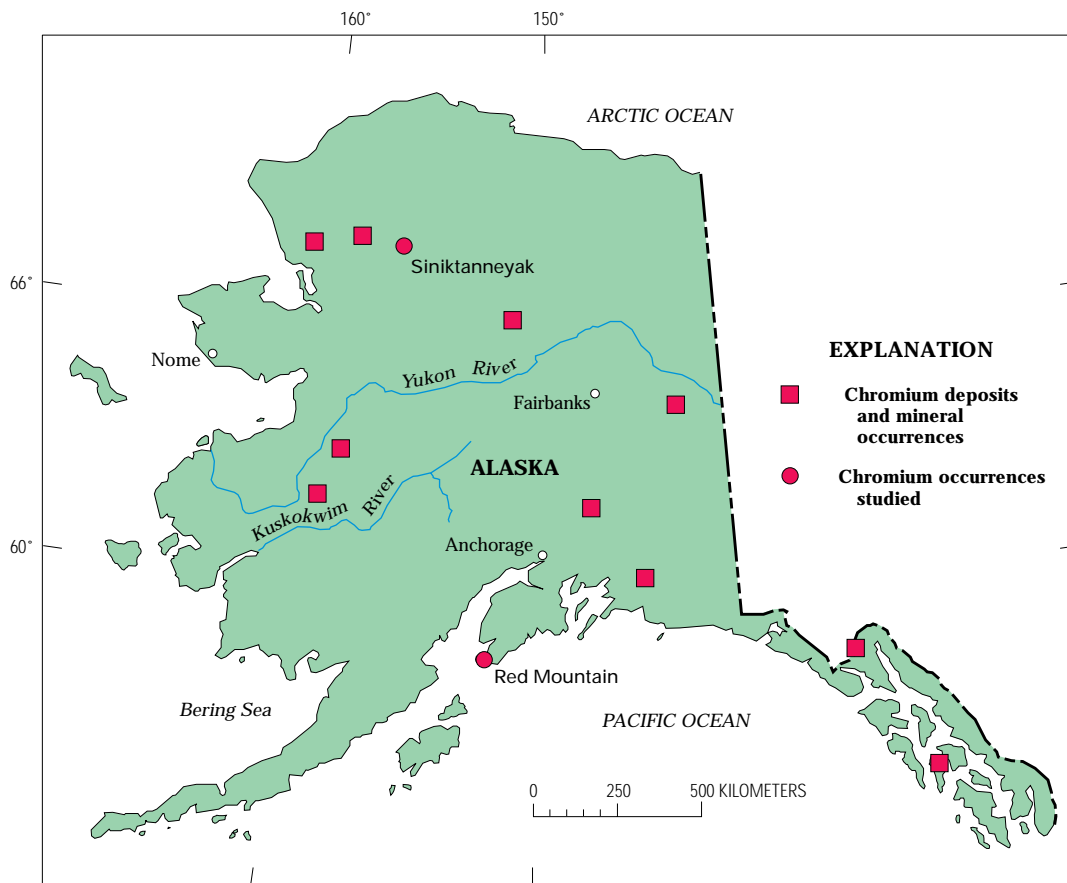 160°
150°
ARCTIC OCEAN
Siniktanneyak
66°
EXPLANATION
Nome
Yukon River
Fairbanks
Chromium deposits
and mineral
occurrences
ALASKA
Chromium occurrences
studied
Kuskokwim River
60°
Anchorage
Red Mountain
Bering Sea
PACIFIC OCEAN
0 250 500 KILOMETERS